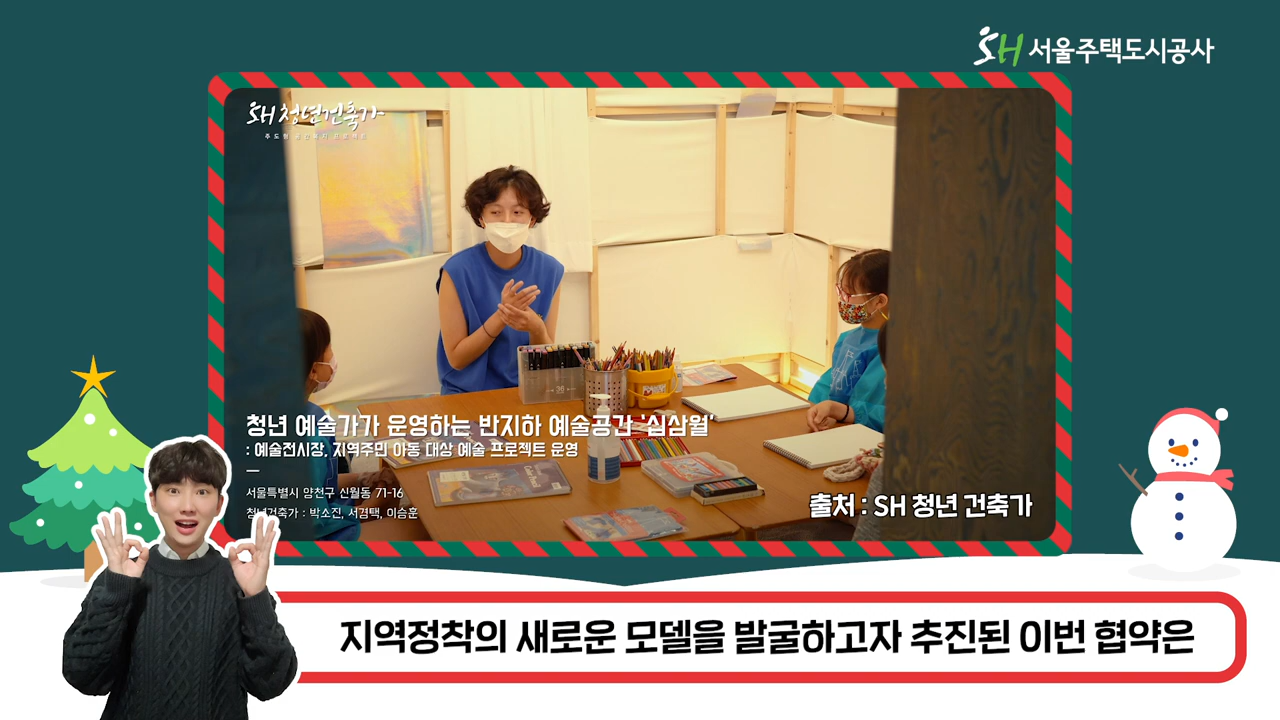 SH 서울주택도시공사
SH 청년건축가
청년 예술가가 운영하는 반지하 예술공간 '십삼월'
: 예술전시장, 지역주민 아동 대상 예술 프로젝트 운영
서울특별시 양천구 신월동 71-16
청년건축가 : 박소진, 서경택, 이승훈
출처 : SH 청년 건축가
지역정착의 새로운 모델을 발굴하고자 추진된 이번 협약은